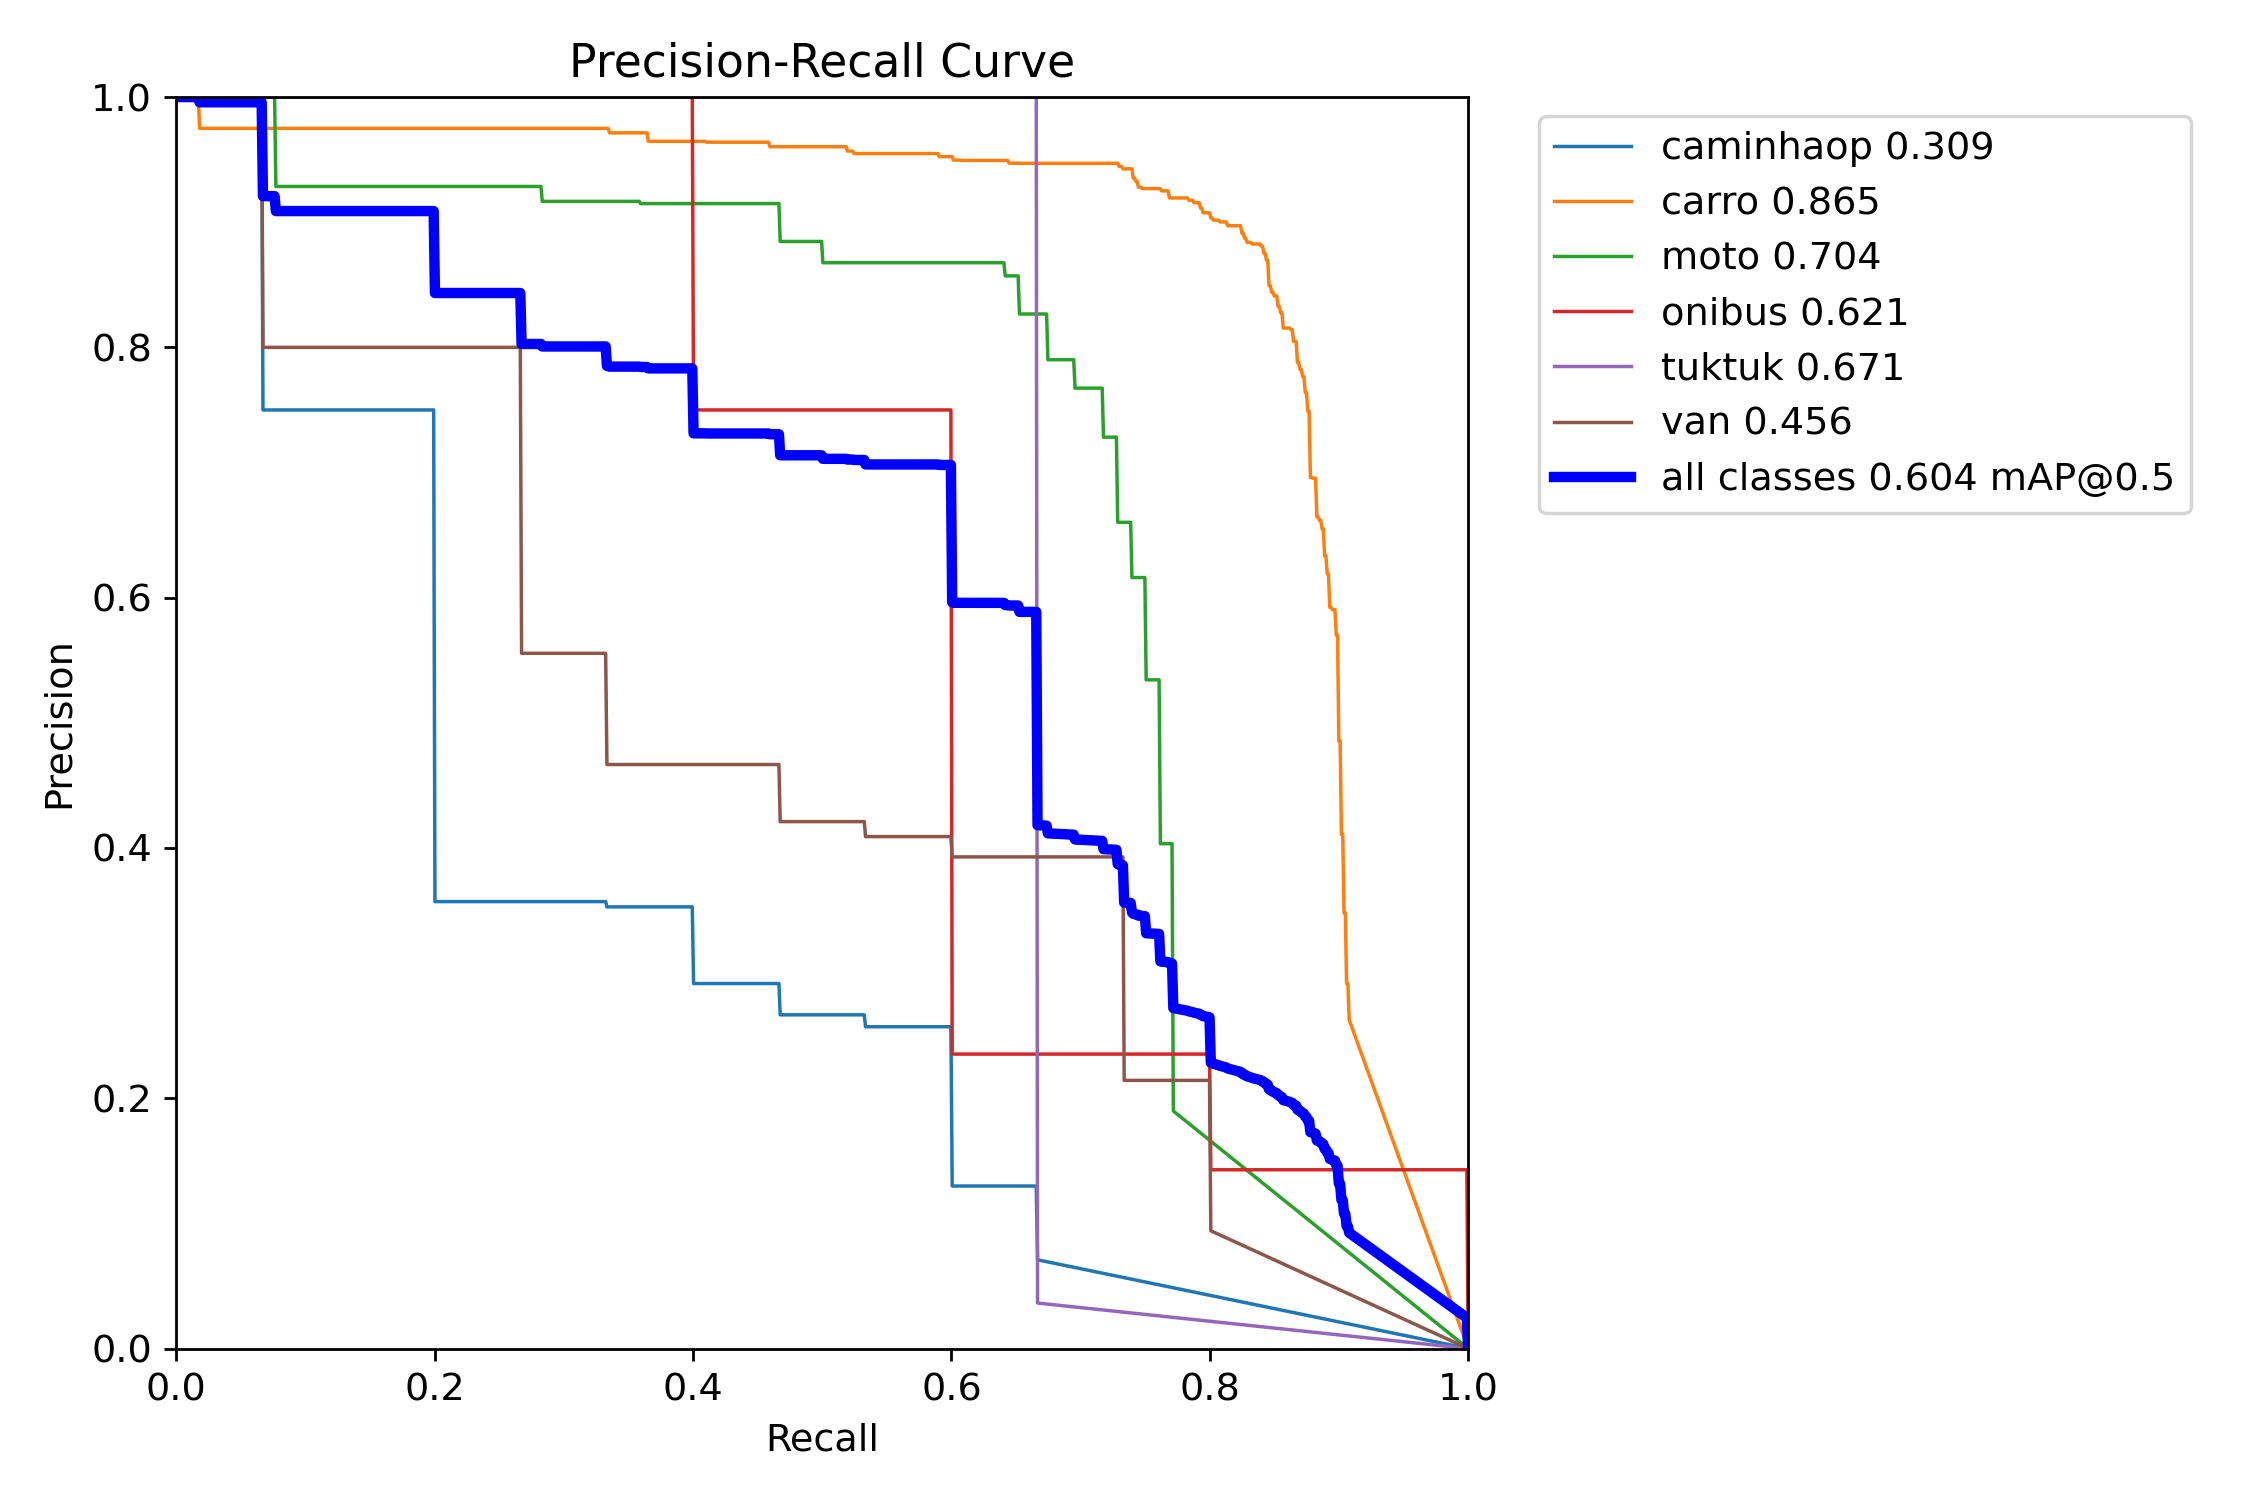 Precision-Recall Curve
1.0
0.8
0.6
0.4
0.2
0.0
Precision
0.0 0.2 0.4 0.6 0.8 1.0
Recall
caminhaop 0.309
carro 0.865
moto 0.704
onibus 0.621
tuktuk 0.671
van 0.456
all classes 0.604 mAP@0.5